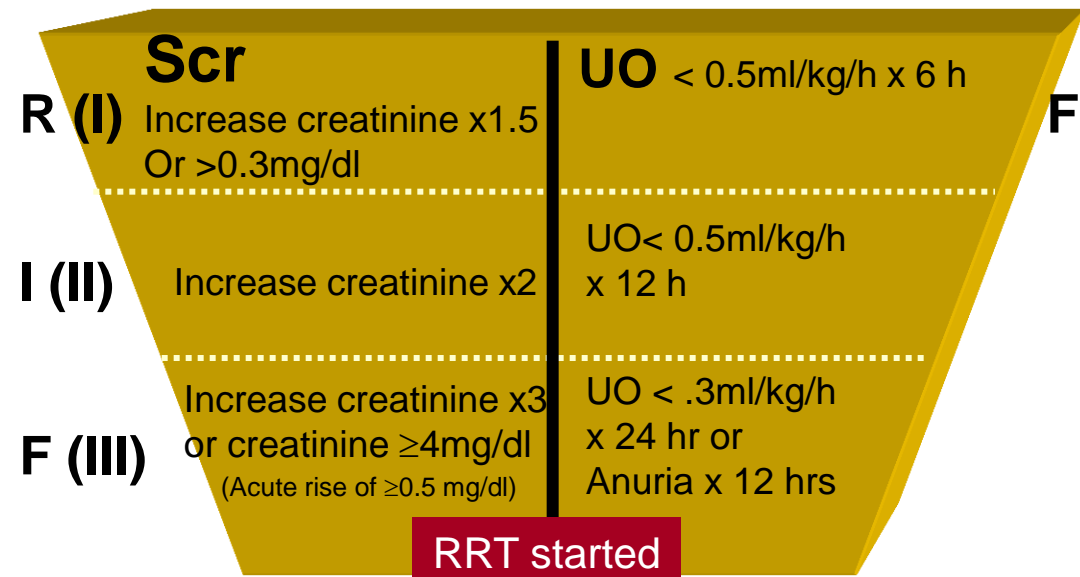 Scr
R (I)
Increase creatinine x1.5
Or >0.3mg/dl
UO < 0.5ml/kg/h x 6 h
F
I (II)
Increase creatinine x2
UO< 0.5ml/kg/h
x 12 h
F (III)
Increase creatinine x3
or creatinine ≥4mg/dl
(Acute rise of ≥0.5 mg/dl)
UO < .3ml/kg/h
x 24 hr or
Anuria x 12 hrs
RRT started